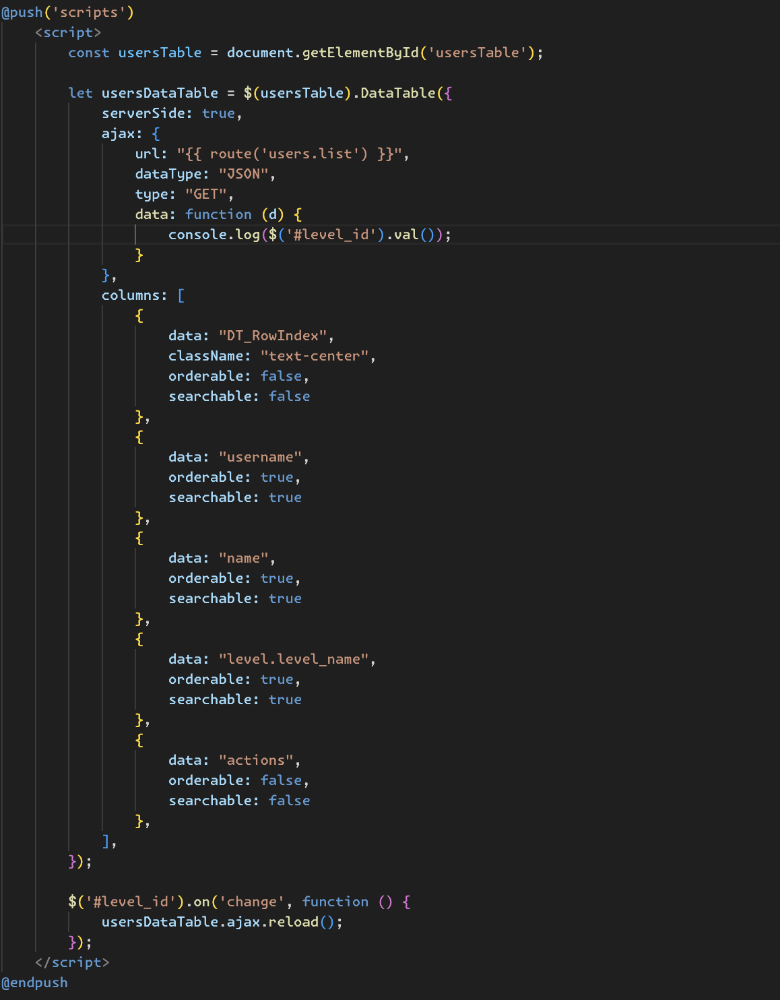 @push('scripts')
<script>
const usersTable = document.getElementById('usersTable');
let usersDataTable = $(usersTable).DataTable({
serverSide: true,
ajax: {
url: "{{ route('users.list') }}",
dataType: "JSON",
type: "GET",
data: function (d) {
console.log($('#level_id').val());
}
},
columns: [
{
data: "DT_RowIndex",
className: "text-center",
orderable: false,
searchable: false
},
{
data: "username",
orderable: true,
searchable: true
},
{
data: "name",
orderable: true,
searchable: true
},
{
data: "level.level_name",
orderable: true,
searchable: true
},
{
data: "actions",
orderable: false,
searchable: false
},
],
});
$('#level_id').on('change', function () {
usersDataTable.ajax.reload();
});
</script>
@endpush